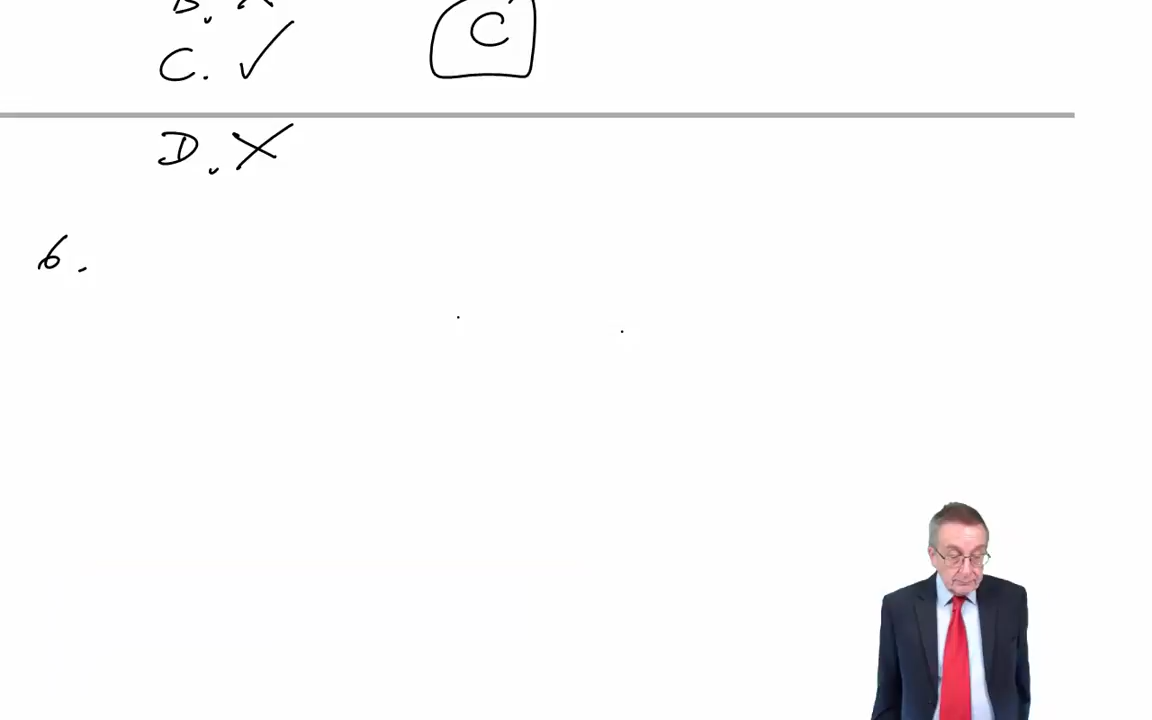 B. X
C. ✓
C
D. X
6.